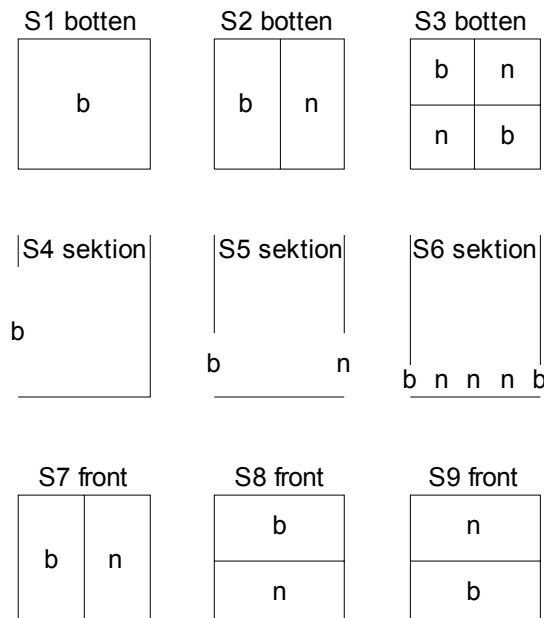 S1 botten S2 botten S3 botten
b n
b b n
n b
S4 sektion S5 sektion S6 sektion
b
b n
b n n n b
S7 front S8 front S9 front
b n
b n
n b